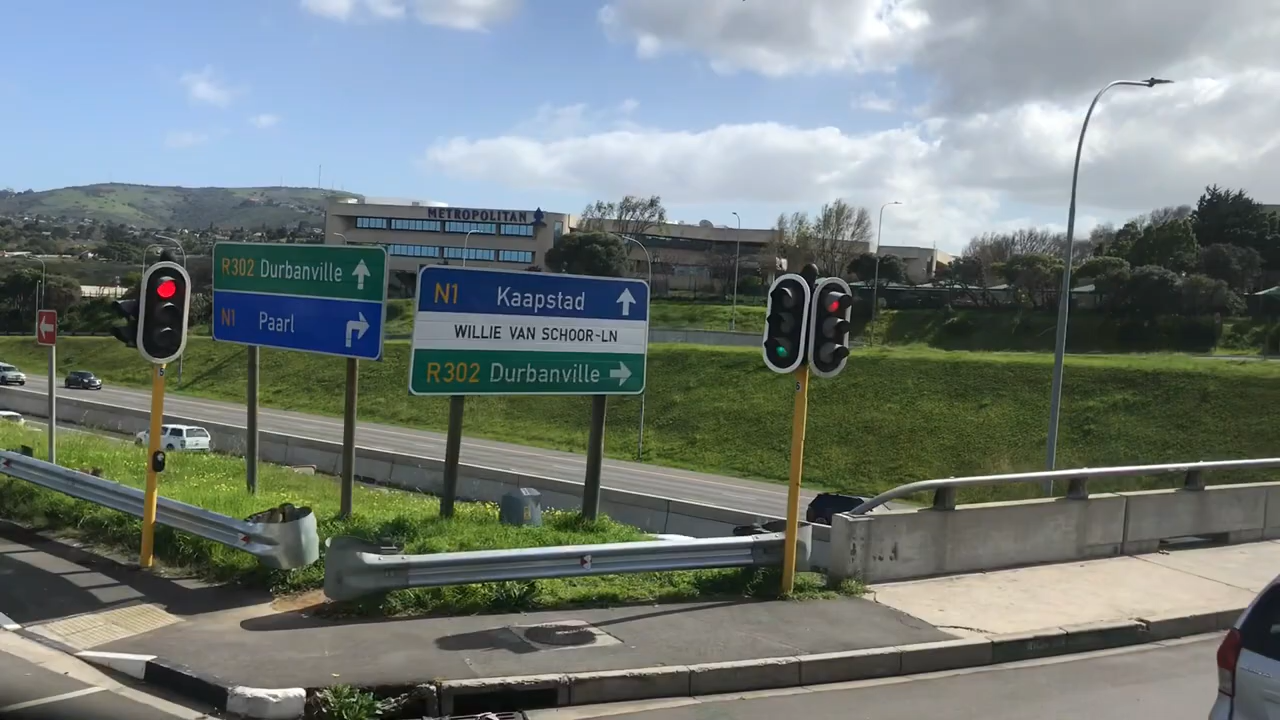 METROPOLITAN
R302 Durbanville
N1 Paarl
N1 Kaapstad
WILLIE VAN SCHOOR-LN
R302 Durbanville